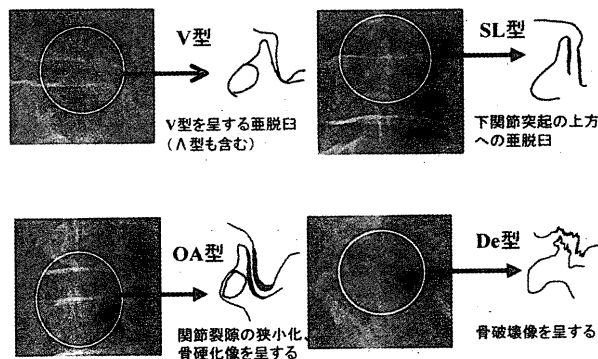 V型
V型を呈する亜脱臼
(Λ型も含む)
SL型
下関節突起の上方
への亜脱臼
OA型
関節裂隙の狭小化、
骨硬化像を呈する
De型
骨破壊像を呈する